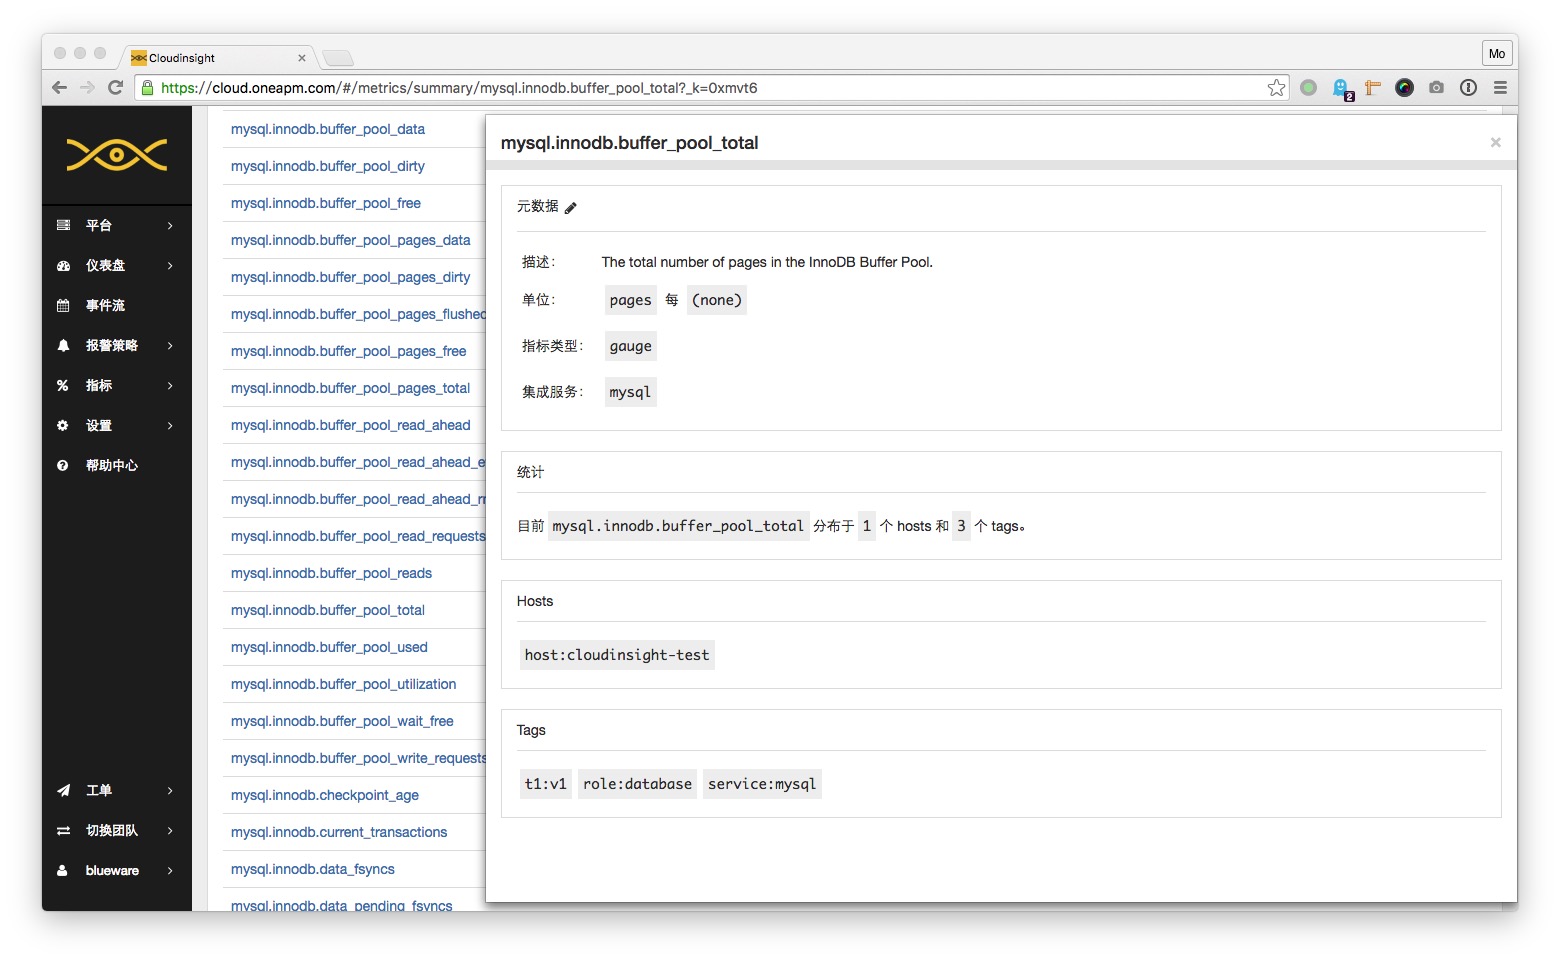 Cloudinsight
Mo
https://cloud.oneapm.com/#/metrics/summary/mysql.innodb.buffer_pool_total?_k=0xmvt6
2
平台
仪表盘
事件流
报警策略
指标
设置
帮助中心
工单
切换团队
blueware
mysql.innodb.buffer_pool_data
mysql.innodb.buffer_pool_dirty
mysql.innodb.buffer_pool_free
mysql.innodb.buffer_pool_pages_data
mysql.innodb.buffer_pool_pages_dirty
mysql.innodb.buffer_pool_pages_flushed
mysql.innodb.buffer_pool_pages_free
mysql.innodb.buffer_pool_pages_total
mysql.innodb.buffer_pool_read_ahead
mysql.innodb.buffer_pool_read_ahead_e
mysql.innodb.buffer_pool_read_ahead_rr
mysql.innodb.buffer_pool_read_requests
mysql.innodb.buffer_pool_reads
mysql.innodb.buffer_pool_total
mysql.innodb.buffer_pool_used
mysql.innodb.buffer_pool_utilization
mysql.innodb.buffer_pool_wait_free
mysql.innodb.buffer_pool_write_requests
mysql.innodb.checkpoint_age
mysql.innodb.current_transactions
mysql.innodb.data_fsyncs
mysql.innodb.data_pending_fsyncs
mysql.innodb.buffer_pool_total
元数据
描述： The total number of pages in the InnoDB Buffer Pool.
单位： pages 每 (none)
指标类型： gauge
集成服务： mysql
统计
目前 mysql.innodb.buffer_pool_total 分布于 1 个 hosts 和 3 个 tags。
Hosts
host:cloudinsight-test
Tags
t1:v1 role:database service:mysql